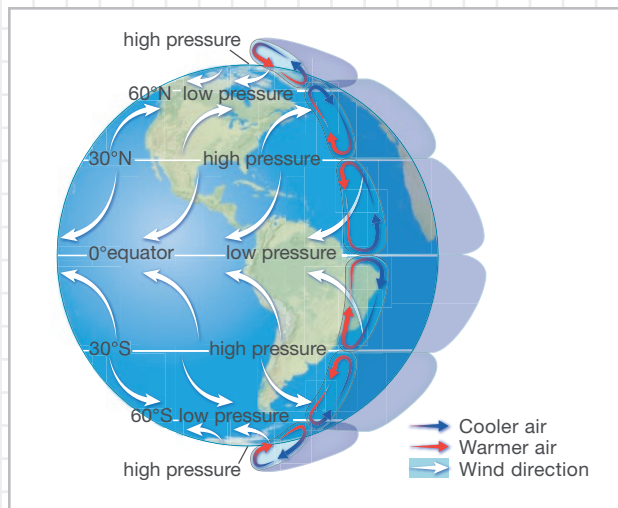 high pressure
60°N low pressure
30°N high pressure
0°equator low pressure
30°S high pressure
60°S low pressure
high pressure
Cooler air
Warmer air
Wind direction